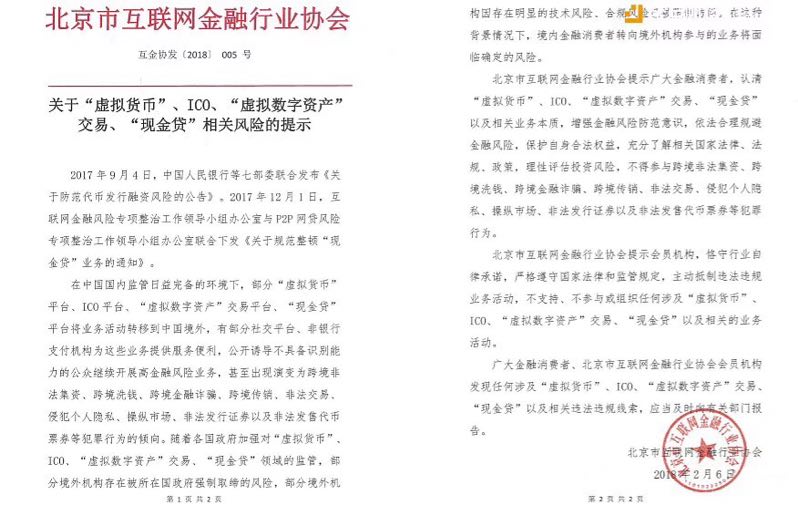 北京市互联网金融行业协会
互金协发〔2018〕 005 号
关于“虚拟货币”、ICO、“虚拟数字资产”
交易、“现金贷”相关风险的提示
2017 年 9 月 4 日，中国人民银行等七部委联合发布《关
于防范代币发行融资风险的公告》。2017 年 12 月 1 日，互
联网金融风险专项整治工作领导小组办公室与 P2P 网贷风险
专项整治工作领导小组办公室联合下发《关于规范整顿“现
金贷”业务的通知》。
在中国国内监管日益完备的环境下，部分“虚拟货币”
平台、ICO 平台、“虚拟数字资产”交易平台、“现金贷”
平台将业务活动转移到中国境外，有部分社交平台、非银行
支付机构为这些业务提供服务便利，公开诱导不具备识别能
力的公众继续开展高金融风险业务，甚至出现演变为跨境非
法集资、跨境洗钱、跨境金融诈骗、跨境传销、非法交易、
侵犯个人隐私、操纵市场、非法发行证券以及非法发售代币
票券等犯罪行为的倾向。随着各国政府加强对“虚拟货币”、
ICO、“虚拟数字资产”交易、“现金贷”领域的监管，部
分境外机构存在被所在国政府强制取缔的风险，部分境外机
第 1 页 共 2 页
构因存在明显的技术风险、合规风险
背景情况下，境内金融消费者转向境外机构参与的业务将面
临确定的风险。
北京市互联网金融行业协会提示广大金融消费者，认清
“虚拟货币”、ICO、“虚拟数字资产”交易、“现金贷”
以及相关业务本质，增强金融风险防范意识，依法合理规避
金融风险，保护自身合法权益，充分了解相关国家法律、法
规、政策，理性评估投资风险，不得参与跨境非法集资、跨
境洗钱、跨境金融诈骗、跨境传销、非法交易、侵犯个人隐
私、操纵市场、非法发行证券以及非法发售代币票券等犯罪
行为。
北京市互联网金融行业协会提示会员机构，恪守行业自
律承诺，严格遵守国家法律和监管规定，主动抵制违法违规
业务活动，不支持、不参与或组织任何涉及“虚拟货币”、
ICO、“虚拟数字资产”交易、“现金贷”以及相关的业务
活动。
广大金融消费者、北京市互联网金融行业协会会员机构
发现任何涉及“虚拟货币”、ICO、“虚拟数字资产”交易、
“现金贷”以及相关违法违规线索，应当及时向有关部门报
告。
北京市互联网金融行业协会
2018 年 2 月 6 日
北京市互联网金融行业协会
第 2 页 共 2 页